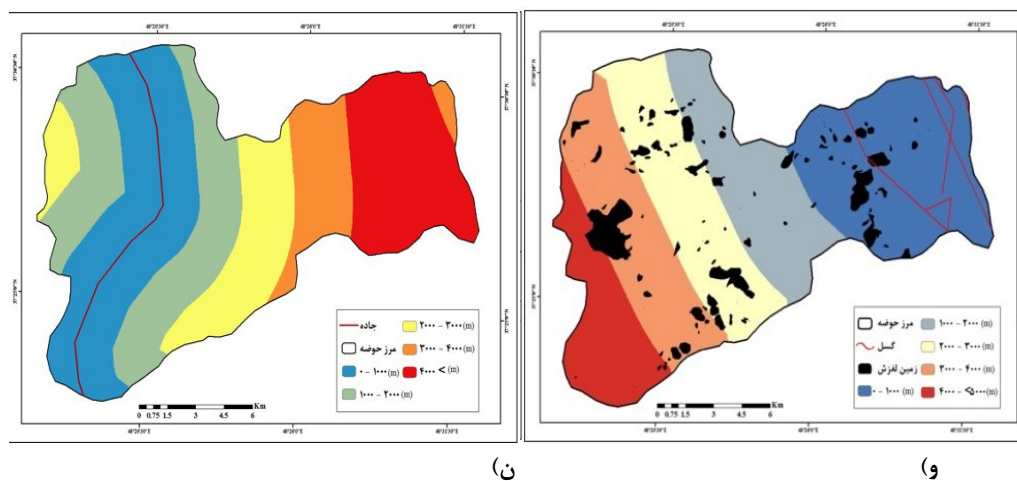 جاده
مرز حوضه
۰ - ۱۰۰۰ (m)
۱۰۰۰ - ۲۰۰۰ (m)
۲۰۰۰ - ۳۰۰۰ (m)
۳۰۰۰ - ۴۰۰۰ (m)
۴۰۰۰ > (m)
0 0.75 1.5 3 4.5 6
Km
ن)
مرز حوضه
گسل
زمین لغزش
۰ - ۱۰۰۰ (m)
۱۰۰۰ - ۲۰۰۰ (m)
۲۰۰۰ - ۳۰۰۰ (m)
۳۰۰۰ - ۴۰۰۰ (m)
0 0.75 1.5 3 4.5 6
Km
و)